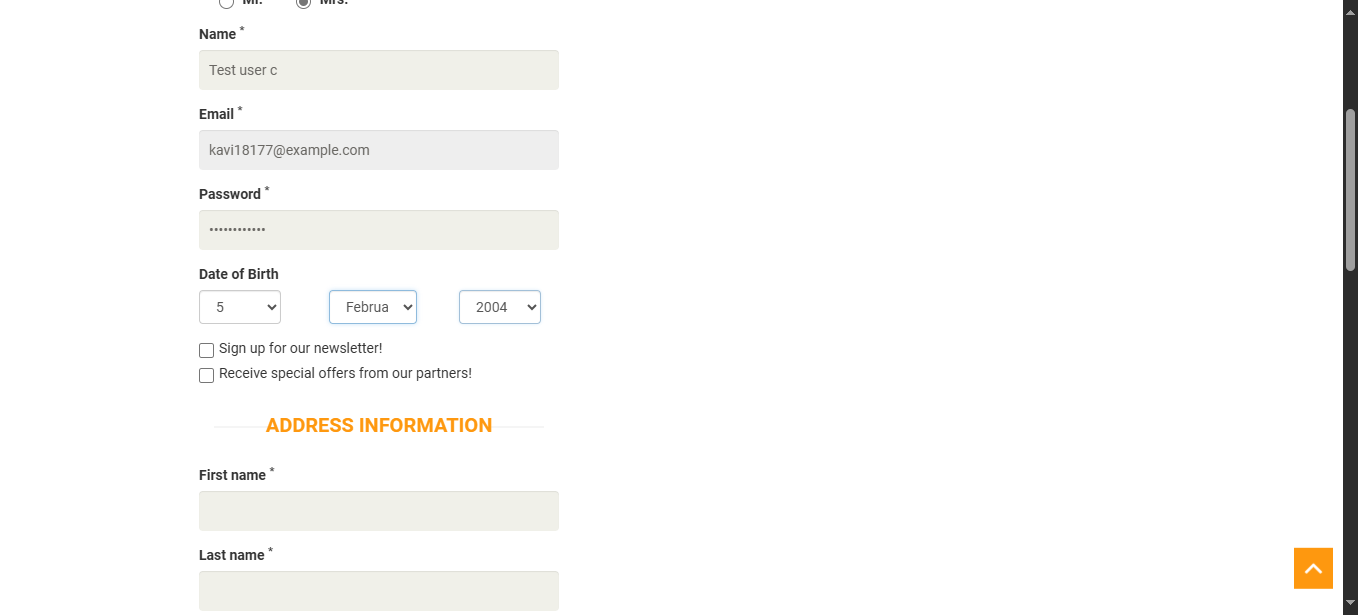 Mr. Mrs.
Name *
Test user c
Email *
kavi18177@example.com
Password *
••••••••••••
Date of Birth
5 Februa 2004
Sign up for our newsletter!
Receive special offers from our partners!
ADDRESS INFORMATION
First name *
Last name *